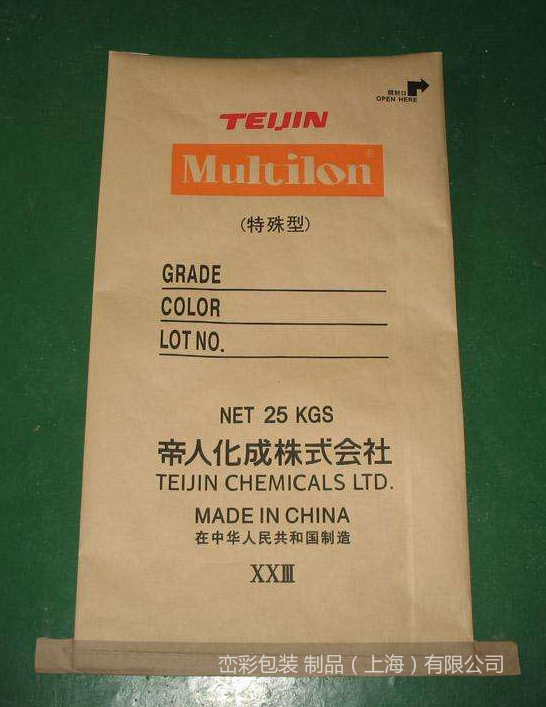 開封口
OPEN HERE
TEIJIN
Multilon®
(特殊型)
GRADE
COLOR
LOT NO.
NET 25 KGS
帝人化成株式会社
TEIJIN CHEMICALS LTD.
MADE IN CHINA
在中华人民共和国制造
XXIII
峦彩包装 制品（上海）有限公司